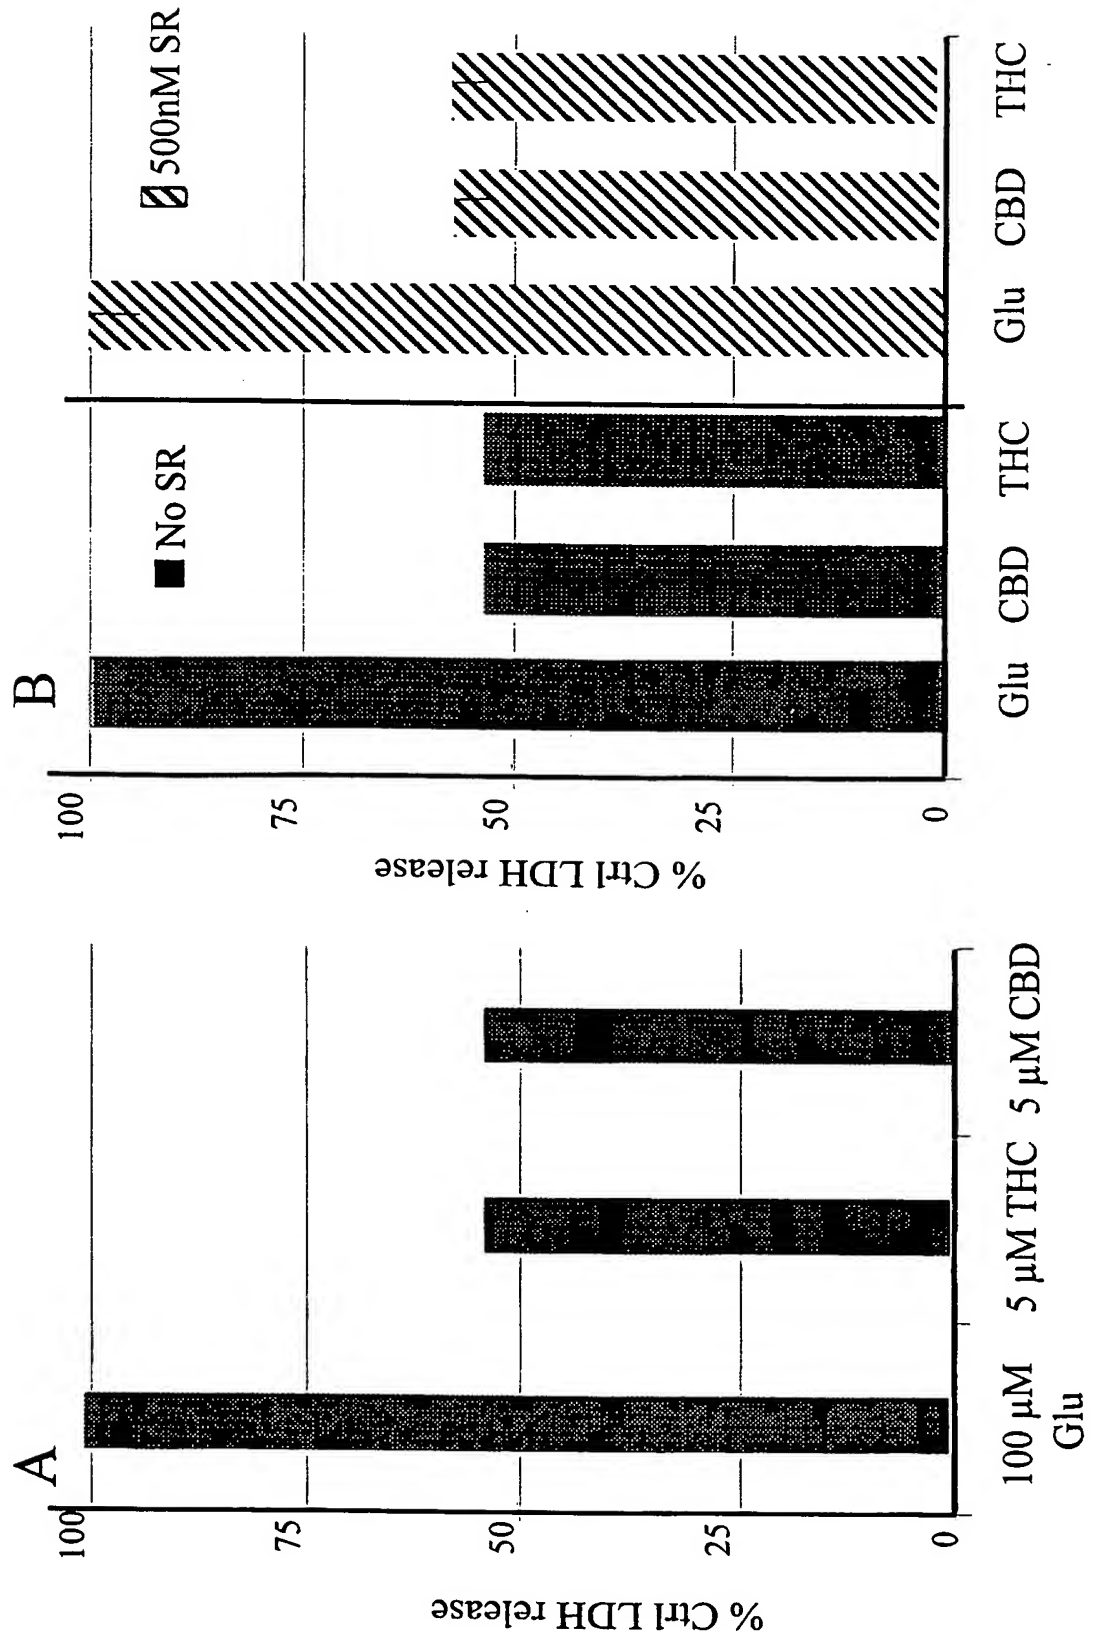 A
% Ctrl LDH release
100
75
50
25
0
100 µM
Glu
5 µM THC
5 µM CBD
B
% Ctrl LDH release
100
75
50
25
0
No SR
500nM SR
Glu
CBD
THC
Glu
CBD
THC